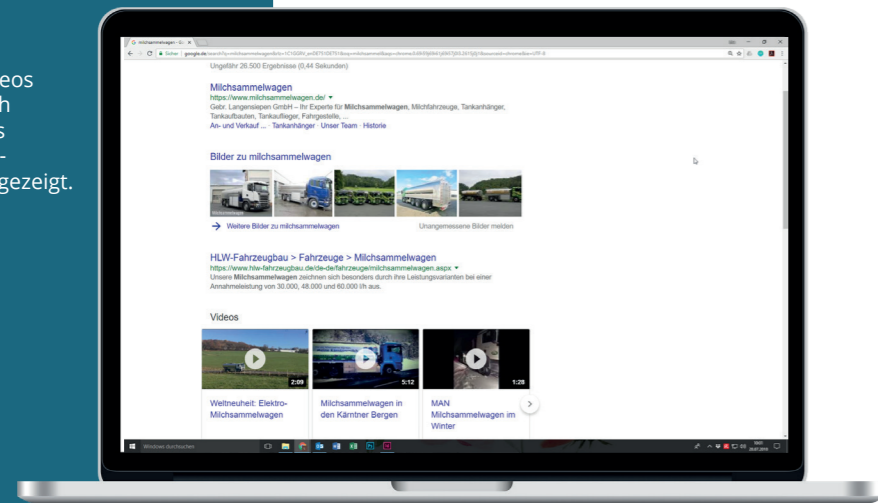 eos
h
s
-
gezeigt.
G milchsammelwagen - Go
Sicher
Ungefähr 26.500 Ergebnisse (0,44 Sekunden)
Milchsammelwagen
https://www.milchsammelwagen.de/
Gebr. Langensiepen GmbH – Ihr Experte für Milchsammelwagen, Milchfahrzeuge, Tankanhänger,
Tankaufbauten, Tankauflieger, Fahrgestelle, ...
An- und Verkauf ... · Tankanhänger · Unser Team · Historie
Bilder zu milchsammelwagen
→ Weitere Bilder zu milchsammelwagen Unangemessene Bilder melden
HLW-Fahrzeugbau > Fahrzeuge > Milchsammelwagen
https://www.hlw-fahrzeugbau.de/de-de/fahrzeuge/milchsammelwagen.aspx
Unsere Milchsammelwagen zeichnen sich besonders durch ihre Leistungsvarianten bei einer
Annahmeleistung von 30.000, 48.000 und 60.000 l/h aus.
Videos
2:09 5:12 1:28
Weltneuheit: Elektro-
Milchsammelwagen
Milchsammelwagen in
den Kärntner Bergen
MAN
Milchsammelwagen im
Winter
Windows durchsuchen